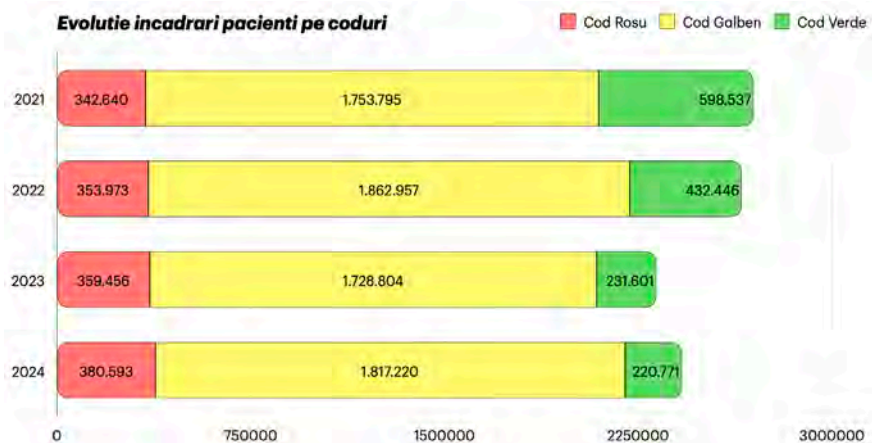 Evolutie incadrari pacienti pe coduri
Cod Rosu Cod Galben Cod Verde
2021 342.640 1.753.795 598.537
2022 353.973 1.862.957 432.446
2023 359.456 1.728.804 231.601
2024 380.593 1.817.220 220.771
0 750000 1500000 2250000 3000000